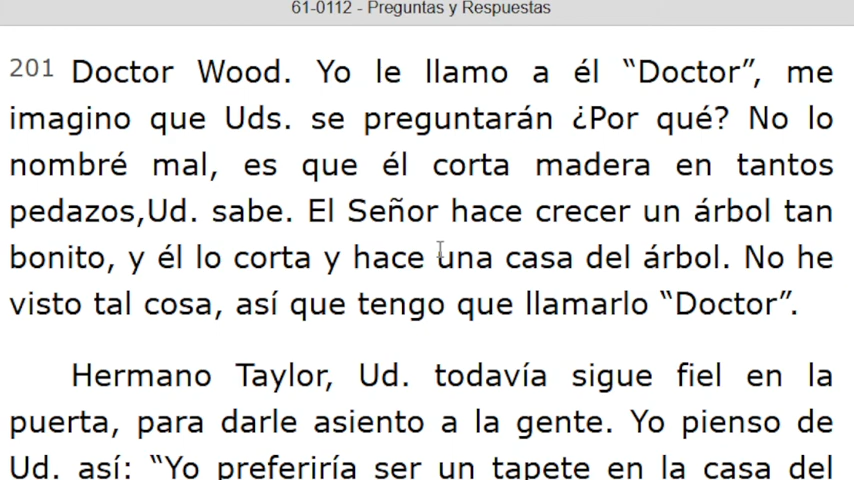 61-0112 - Preguntas y Respuestas
201 Doctor Wood. Yo le llamo a él “Doctor”, me
imagino que Uds. se preguntarán ¿Por qué? No lo
nombré mal, es que él corta madera en tantos
pedazos,Ud. sabe. El Señor hace crecer un árbol tan
bonito, y él lo corta y hace una casa del árbol. No he
visto tal cosa, así que tengo que llamarlo “Doctor”.
Hermano Taylor, Ud. todavía sigue fiel en la
puerta, para darle asiento a la gente. Yo pienso de
Ud. así: “Yo preferiría ser un tapete en la casa del